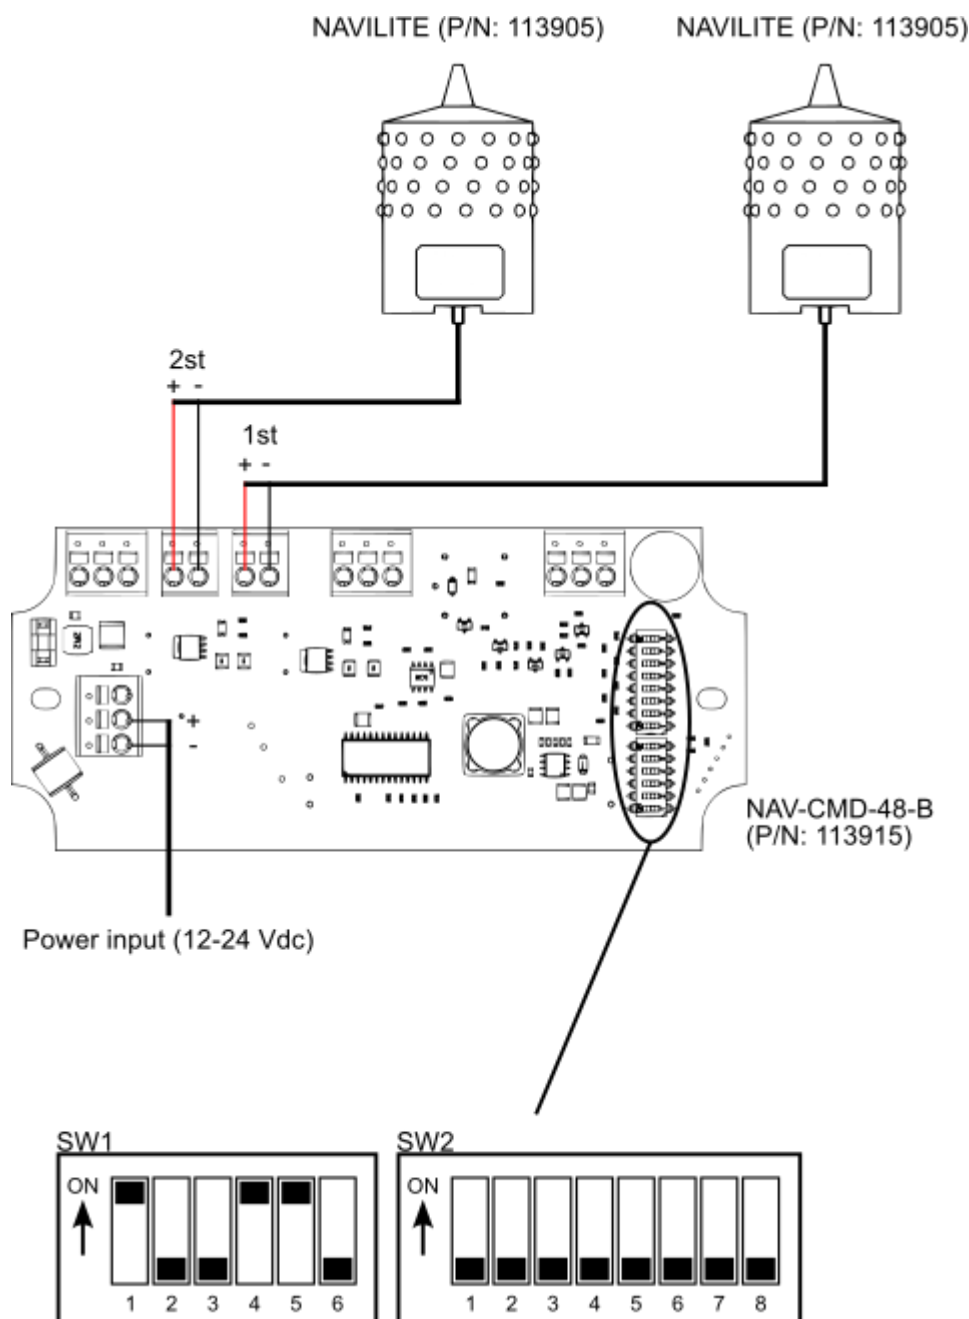 NAVILITE (P/N: 113905) NAVILITE (P/N: 113905)
2st
+ -
1st
+ -
+
-
NAV-CMD-48-B
(P/N: 113915)
Power input (12-24 Vdc)
SW1 SW2
ON ON
1 2 3 4 5 6 1 2 3 4 5 6 7 8